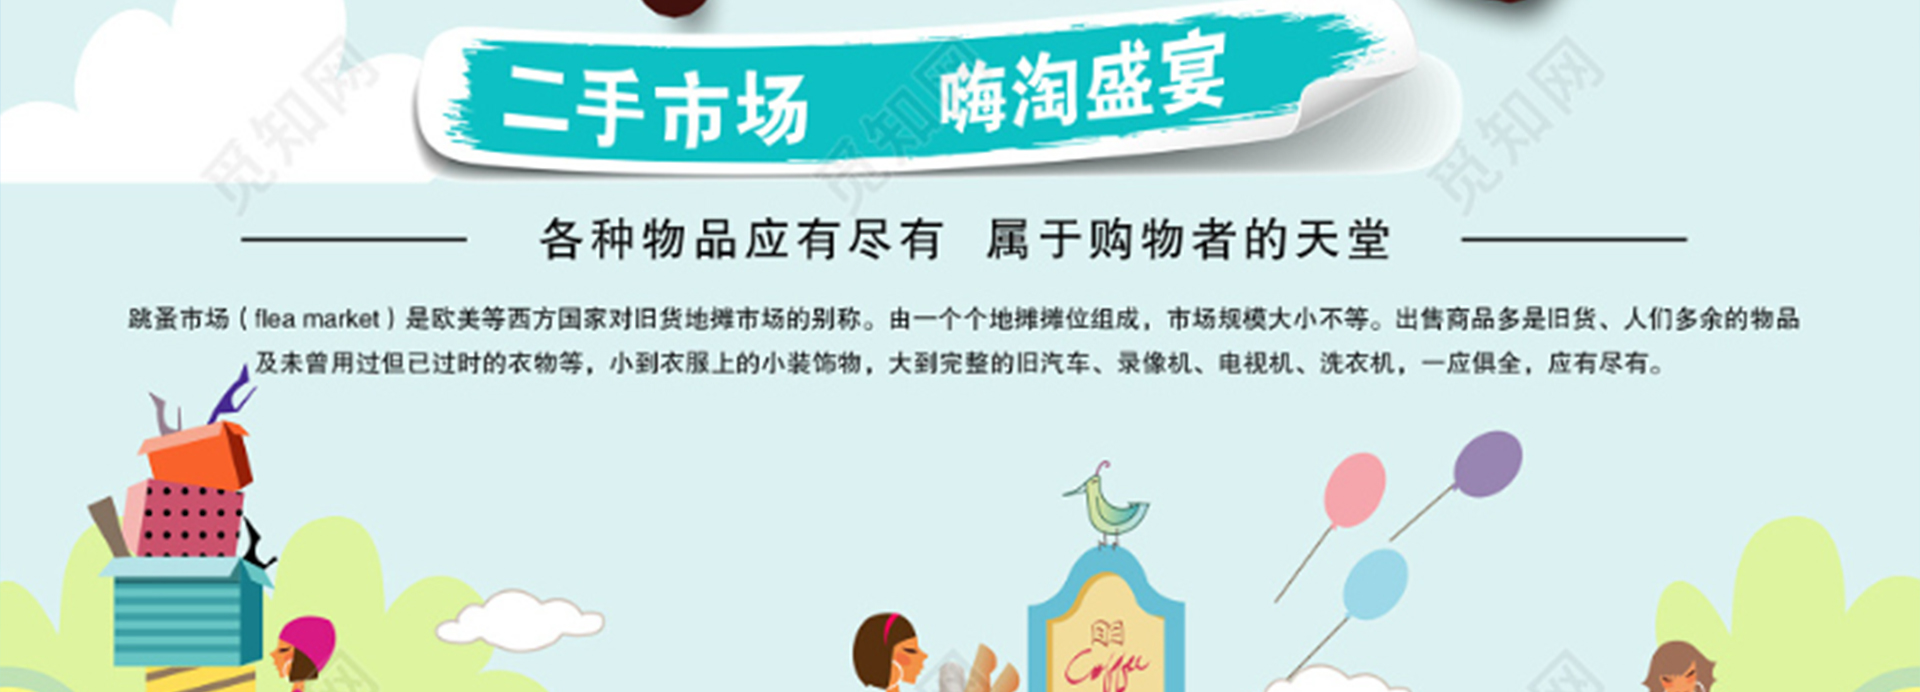 二手市场 嗨淘盛宴
各种物品应有尽有 属于购物者的天堂
跳蚤市场（flea market）是欧美等西方国家对旧货地摊市场的别称。由一个个地摊摊位组成，市场规模大小不等。出售商品多是旧货、人们多余的物品
及未曾用过但已过时的衣物等，小到衣服上的小装饰物，大到完整的旧汽车、录像机、电视机、洗衣机，一应俱全，应有尽有。
Coffee
觅知网 觅知网 觅知网